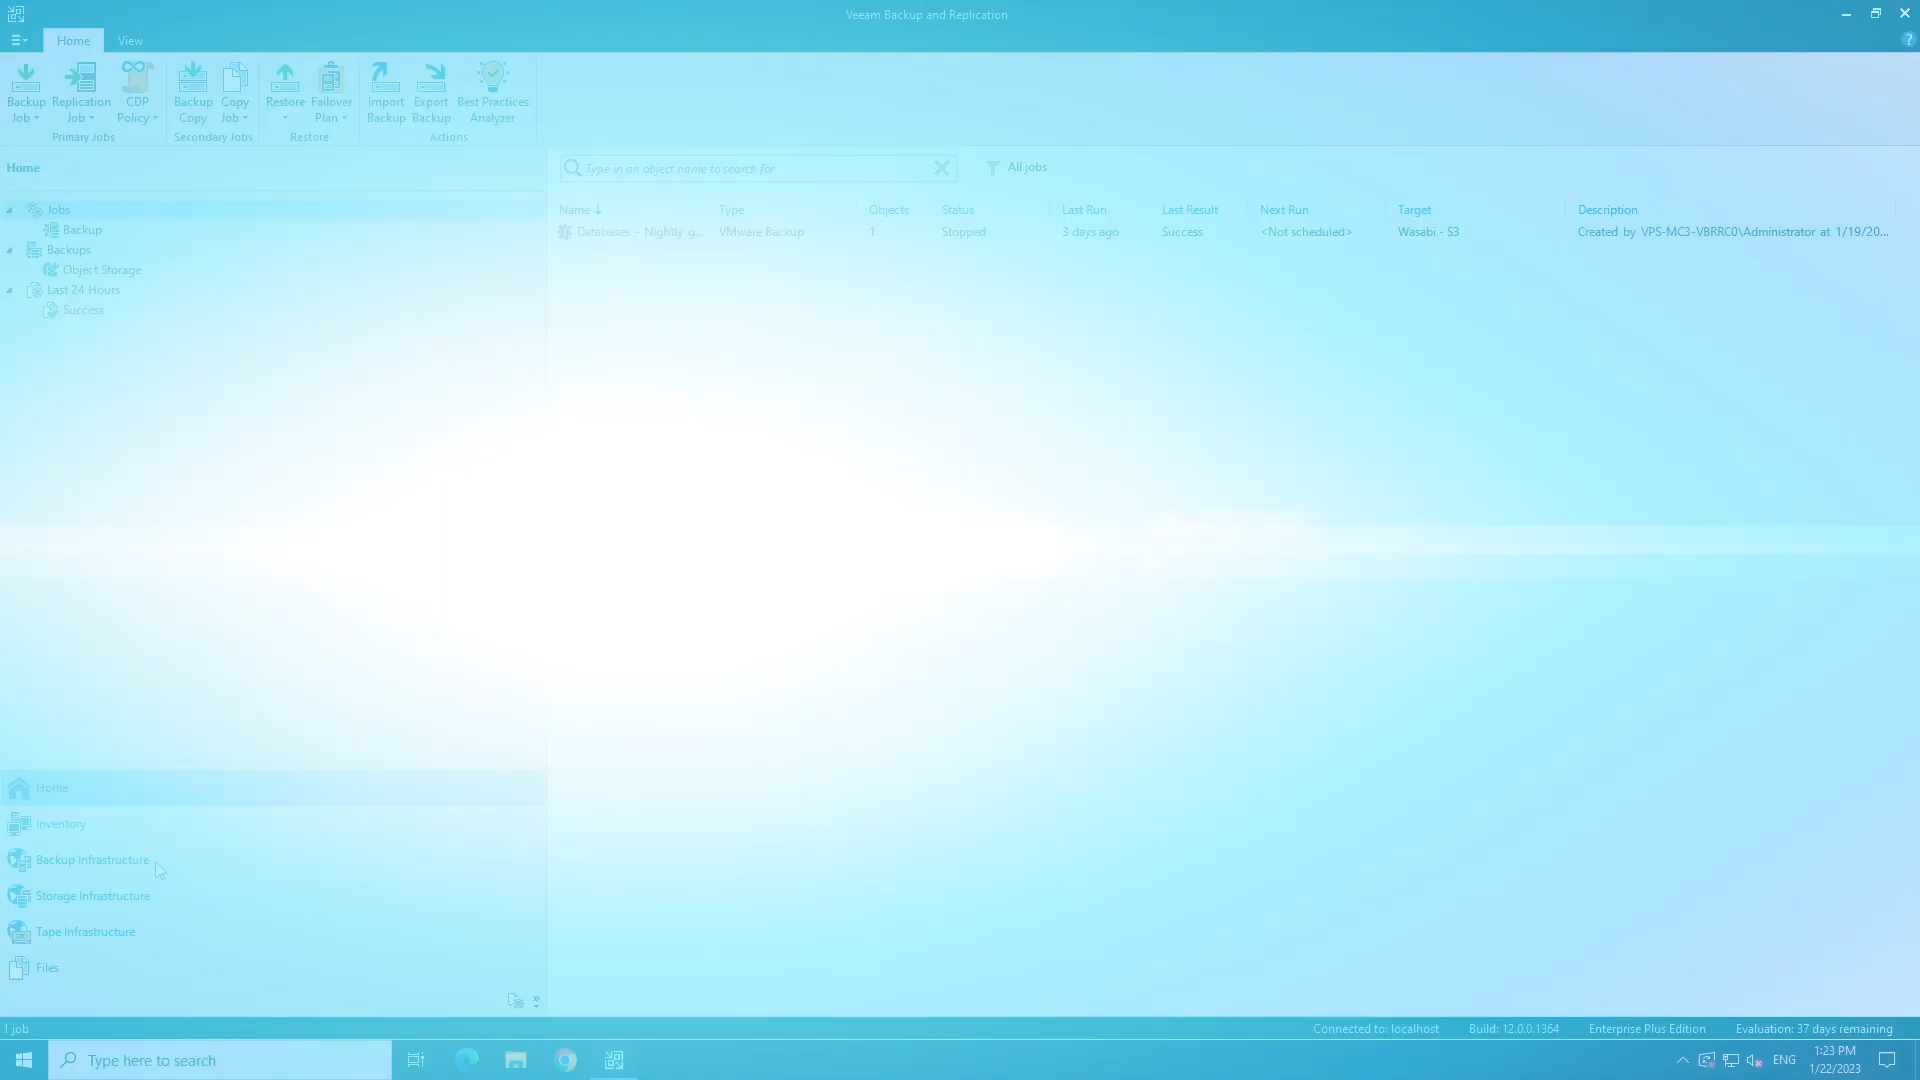 Veeam Backup and Replication
Home View
Backup Job
Replication Job
CDP Policy
Primary Jobs
Backup Copy
Copy Job
Secondary Jobs
Restore
Failover Plan
Restore
Import Backup
Export Backup
Best Practices Analyzer
Actions
Home
Type in an object name to search for
All jobs
Jobs
Backup
Backups
Object Storage
Last 24 Hours
Success
Name Type Objects Status Last Run Last Result Next Run Target Description
Databases - Nightly g... VMware Backup 1 Stopped 3 days ago Success <Not scheduled> Wasabi - S3 Created by VPS-MC3-VBRRC0\Administrator at 1/19/20...
Home
Inventory
Backup Infrastructure
Storage Infrastructure
Tape Infrastructure
Files
1 job
Connected to: localhost Build: 12.0.0.1364 Enterprise Plus Edition Evaluation: 37 days remaining
Type here to search
ENG
1:23 PM
1/22/2023